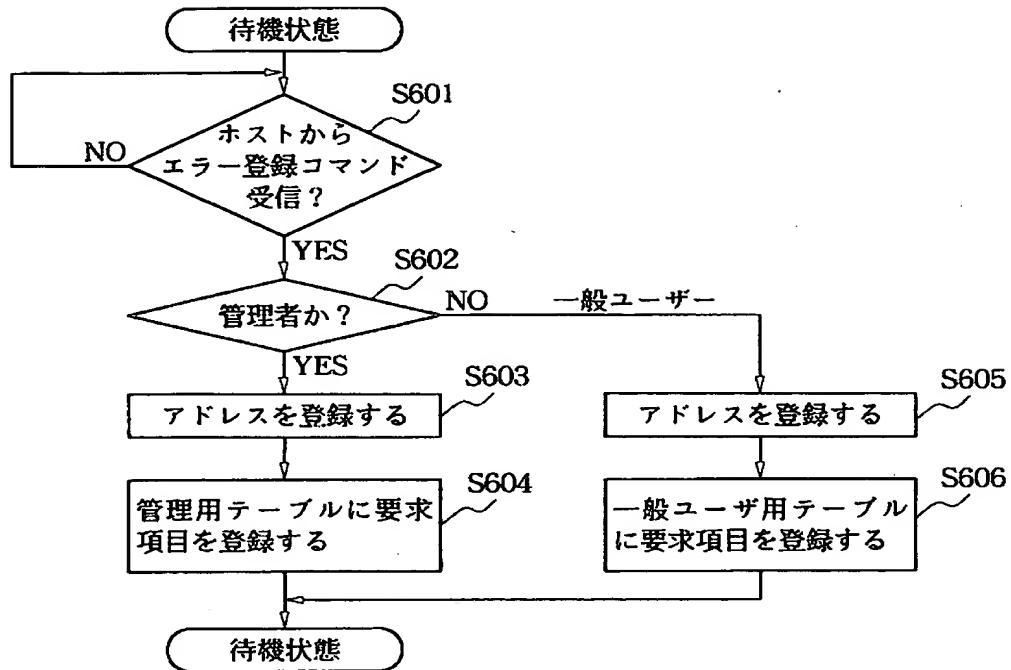 待機状態
S601
ホストから
エラー登録コマンド
受信？
NO
YES
S602
管理者か？
NO
一般ユーザー
YES
S603
アドレスを登録する
S605
アドレスを登録する
S604
管理用テーブルに要求
項目を登録する
S606
一般ユーザ用テーブル
に要求項目を登録する
待機状態